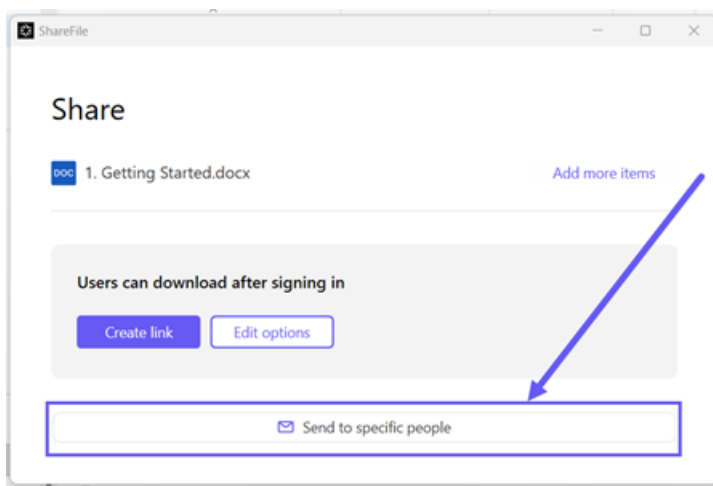 ShareFile
Share
DOC 1. Getting Started.docx Add more items
Users can download after signing in
Create link Edit options
Send to specific people